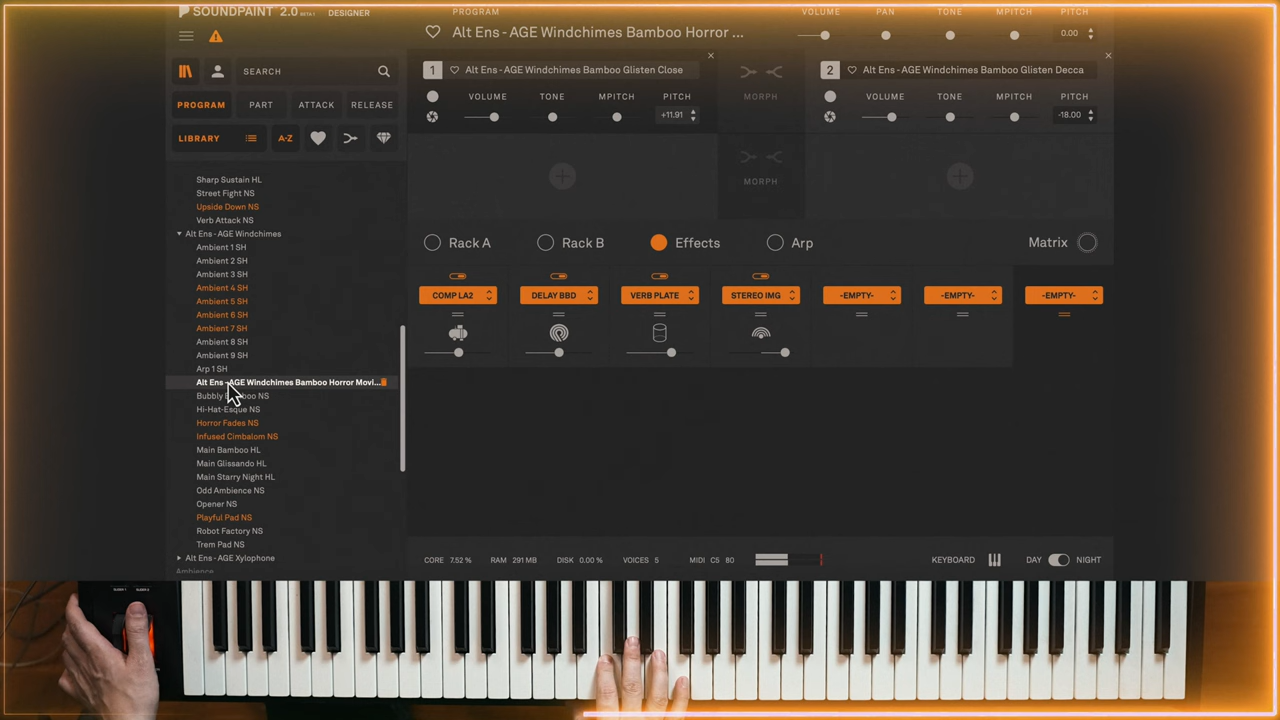 SOUNDPAINT 2.0 BETA 1 DESIGNER
PROGRAM
VOLUME PAN TONE MPITCH PITCH
Alt Ens - AGE Windchimes Bamboo Horror ...
0.00
SEARCH
1 Alt Ens - AGE Windchimes Bamboo Glisten Close
2 Alt Ens - AGE Windchimes Bamboo Glisten Decca
PROGRAM PART ATTACK RELEASE
VOLUME TONE MPITCH PITCH
MORPH
VOLUME TONE MPITCH PITCH
+11.91
-18.00
LIBRARY A-Z
MORPH
Sharp Sustain HL
Street Fight NS
Upside Down NS
Verb Attack NS
Alt Ens - AGE Windchimes
Ambient 1 SH
Ambient 2 SH
Ambient 3 SH
Ambient 4 SH
Ambient 5 SH
Ambient 6 SH
Ambient 7 SH
Ambient 8 SH
Ambient 9 SH
Arp 1 SH
Alt Ens - AGE Windchimes Bamboo Horror Movi...
Hi-Hat-Esque NS
Horror Fades NS
Infused Cimbalom NS
Main Bamboo HL
Main Glissando HL
Main Starry Night HL
Odd Ambience NS
Opener NS
Playful Pad NS
Robot Factory NS
Trem Pad NS
Alt Ens - AGE Xylophone
Ambience
Rack A Rack B Effects Arp Matrix
COMP LA2 DELAY BBD VERB PLATE STEREO IMG -EMPTY- -EMPTY- -EMPTY-
CORE 7.52 % RAM 291 MB DISK 0.00 % VOICES 5 MIDI C5 80 KEYBOARD DAY NIGHT
SLIDER 1 SLIDER 2